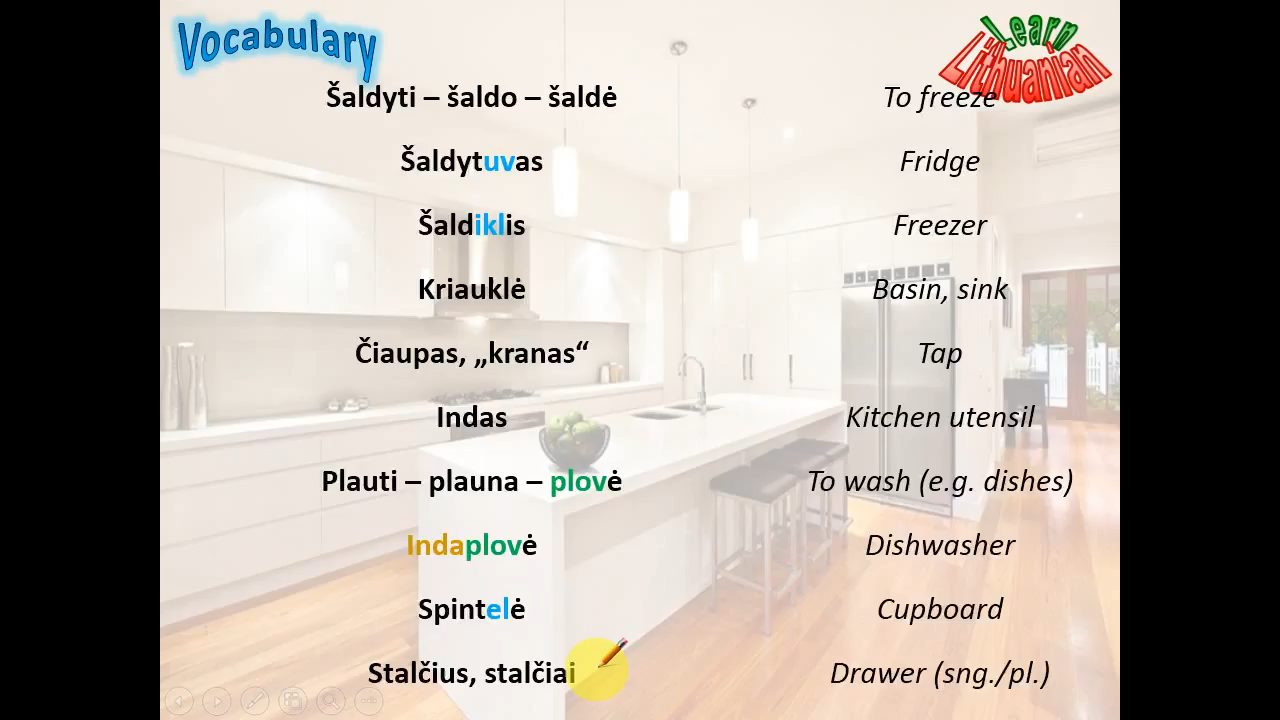 Vocabulary
Learn
Lithuanian
Šaldyti – šaldo – šaldė To freeze
Šaldytuvas Fridge
Šaldiklis Freezer
Kriauklė Basin, sink
Čiaupas, „kranas“ Tap
Indas Kitchen utensil
Plauti – plauna – plovė To wash (e.g. dishes)
Indaplovė Dishwasher
Spintelė Cupboard
Stalčius, stalčiai Drawer (sng./pl.)